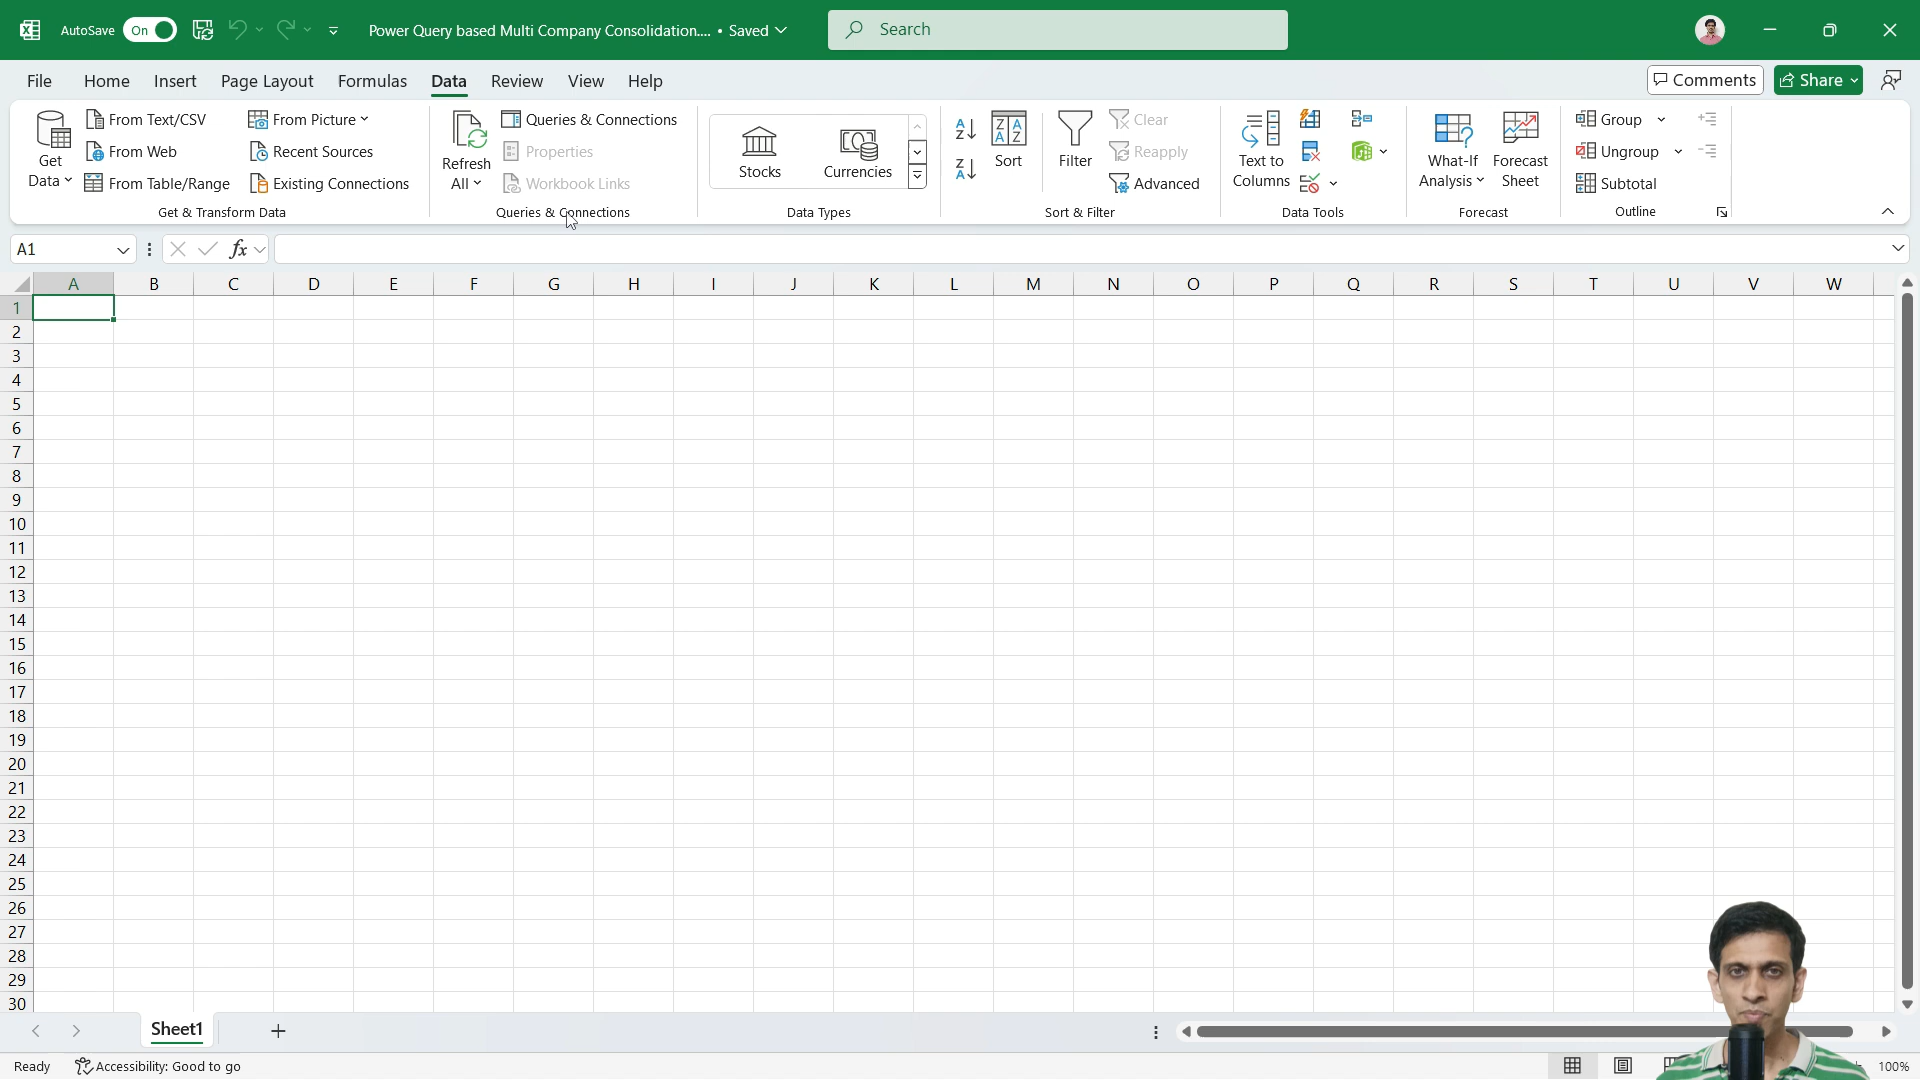 AutoSave On Power Query based Multi Company Consolidation.... • Saved Search
File Home Insert Page Layout Formulas Data Review View Help Comments Share
Get Data
From Text/CSV
From Web
From Table/Range
From Picture
Recent Sources
Existing Connections
Get & Transform Data
Refresh All
Queries & Connections
Properties
Workbook Links
Queries & Connections
Stocks
Currencies
Data Types
Sort
Filter
Clear
Reapply
Advanced
Sort & Filter
Text to Columns
Data Tools
What-If Analysis
Forecast Sheet
Forecast
Group
Ungroup
Subtotal
Outline
A1 fx
A B C D E F G H I J K L M N O P Q R S T U V W
1
2
3
4
5
6
7
8
9
10
11
12
13
14
15
16
17
18
19
20
21
22
23
24
25
26
27
28
29
30
Sheet1
Ready Accessibility: Good to go 100%